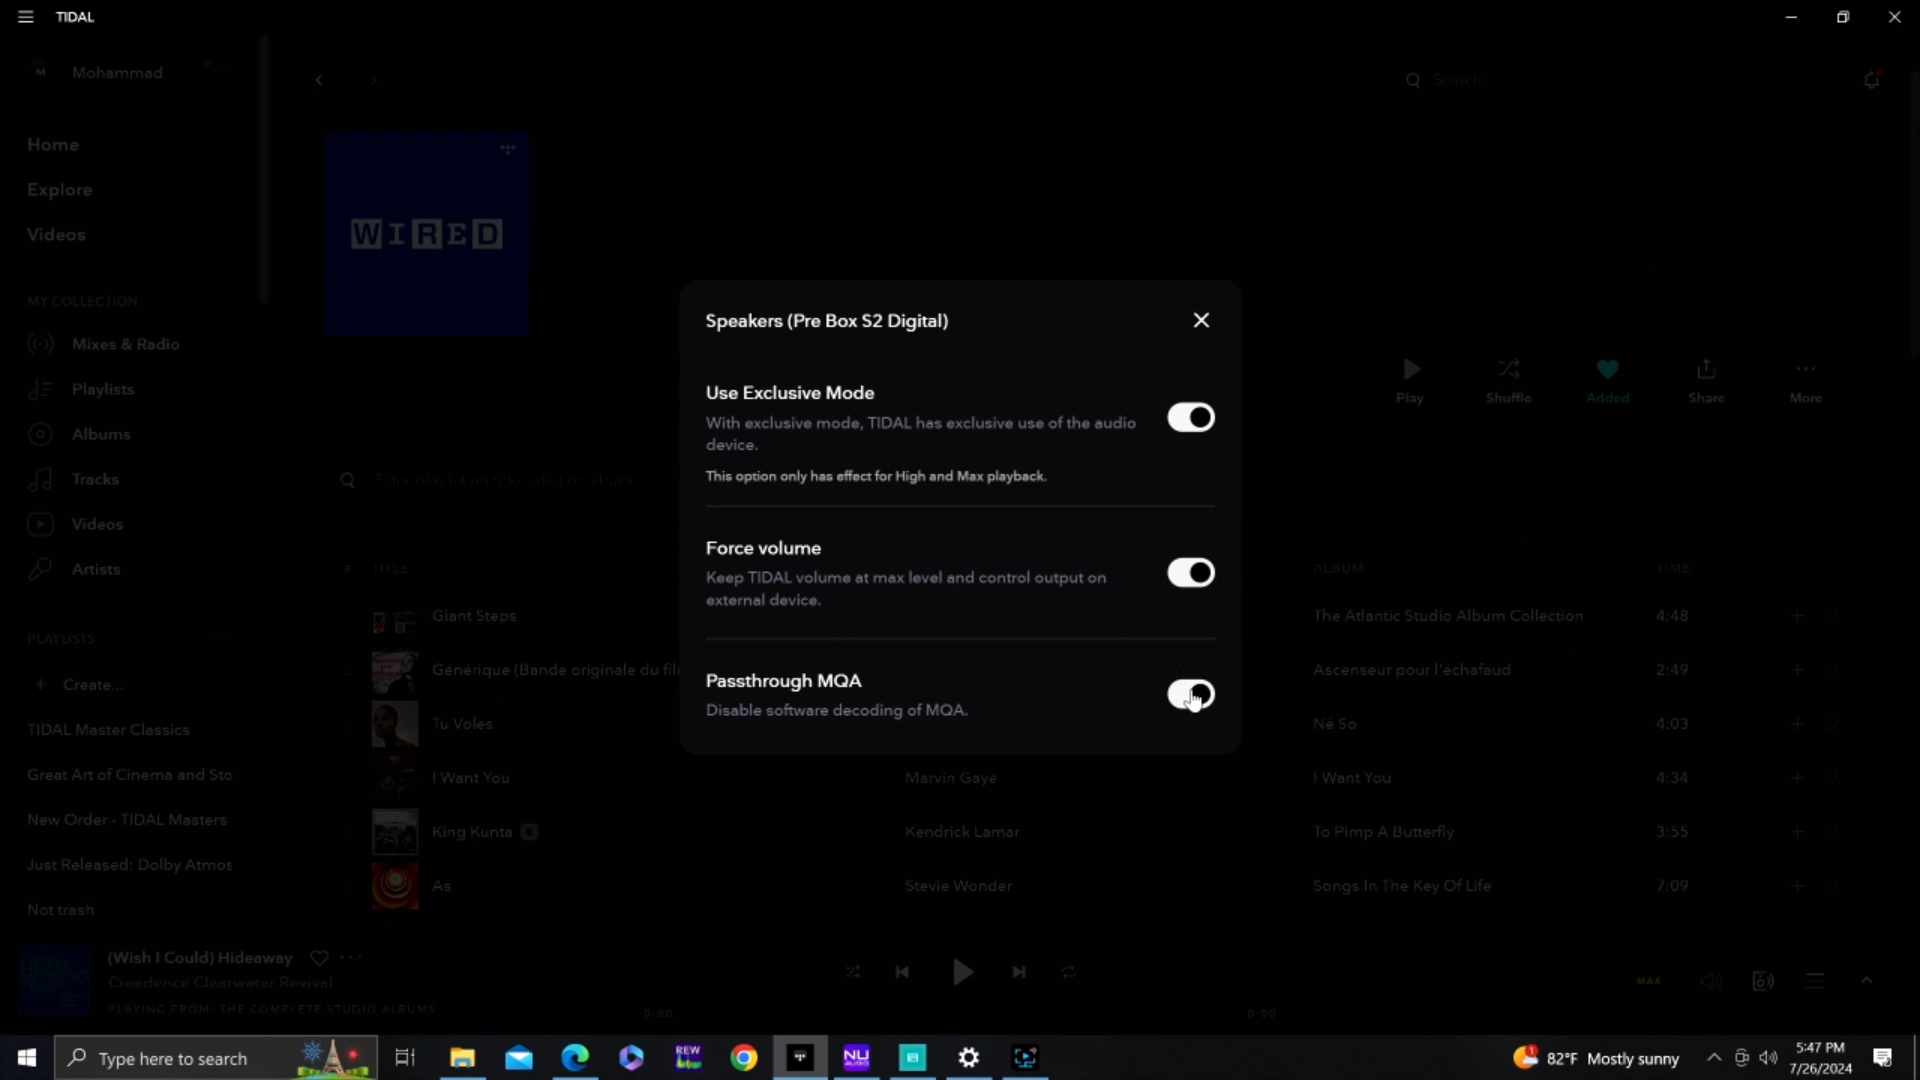 TIDAL
M Mohammad
Search
Home
Explore
Videos
WIRED
MY COLLECTION
Mixes & Radio
Playlists
Albums
Tracks
Videos
Artists
PLAYLISTS
Create...
TIDAL Master Classics
Great Art of Cinema and Sto
New Order - TIDAL Masters
Just Released: Dolby Atmos
Not trash
Play
Shuffle
Added
Share
More
Speakers (Pre Box S2 Digital)
Use Exclusive Mode
With exclusive mode, TIDAL has exclusive use of the audio
device.
This option only has effect for High and Max playback.
Force volume
Keep TIDAL volume at max level and control output on
external device.
Passthrough MQA
Disable software decoding of MQA.
# TITLE ALBUM TIME
Giant Steps The Atlantic Studio Album Collection 4:48
Générique (Bande originale du fil Ascenseur pour l'échafaud 2:49
Tu Voles Né So 4:03
I Want You Marvin Gaye I Want You 4:34
King Kunta E Kendrick Lamar To Pimp A Butterfly 3:55
As Stevie Wonder Songs In The Key Of Life 7:09
(Wish I Could) Hideaway
Creedence Clearwater Revival
PLAYING FROM: THE COMPLETE STUDIO ALBUMS
0:00 0:00
MAX
Type here to search
REW
NU
AUDIO
1 82°F Mostly sunny
5:47 PM
7/26/2024